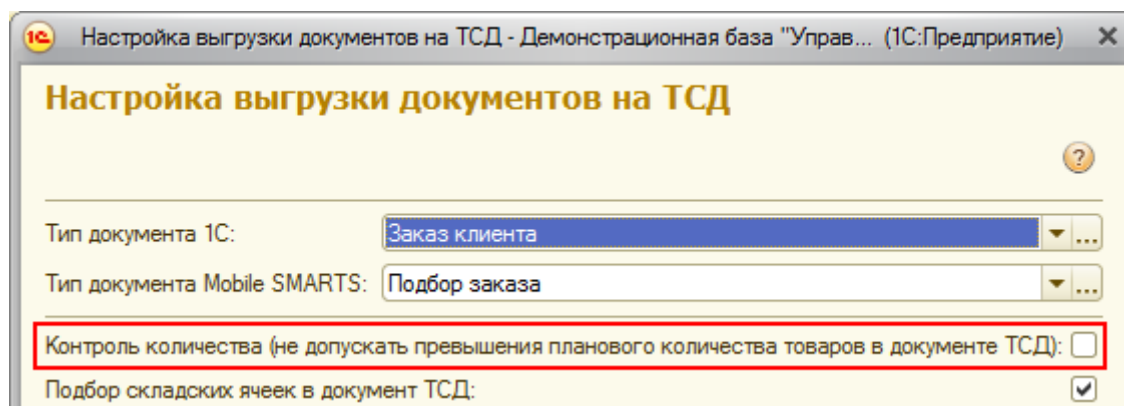 1С Настройка выгрузки документов на ТСД - Демонстрационная база "Управ... (1С:Предприятие)
Настройка выгрузки документов на ТСД
?
Тип документа 1С: Заказ клиента ...
Тип документа Mobile SMARTS: Подбор заказа ...
Контроль количества (не допускать превышения планового количества товаров в документе ТСД):
Подбор складских ячеек в документ ТСД: